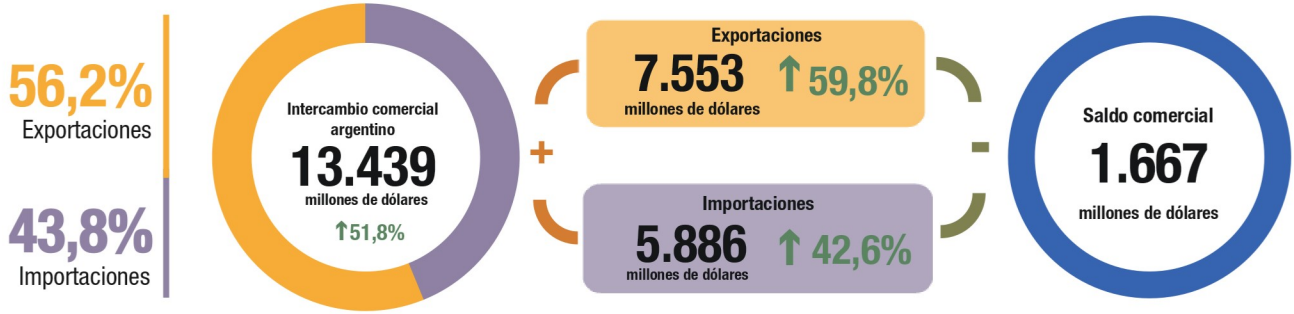 56,2%
Exportaciones
43,8%
Importaciones
Intercambio comercial
argentino
13.439
millones de dólares
↑51,8%
+
Exportaciones
7.553 ↑59,8%
millones de dólares
Importaciones
5.886 ↑42,6%
millones de dólares
-
Saldo comercial
1.667
millones de dólares